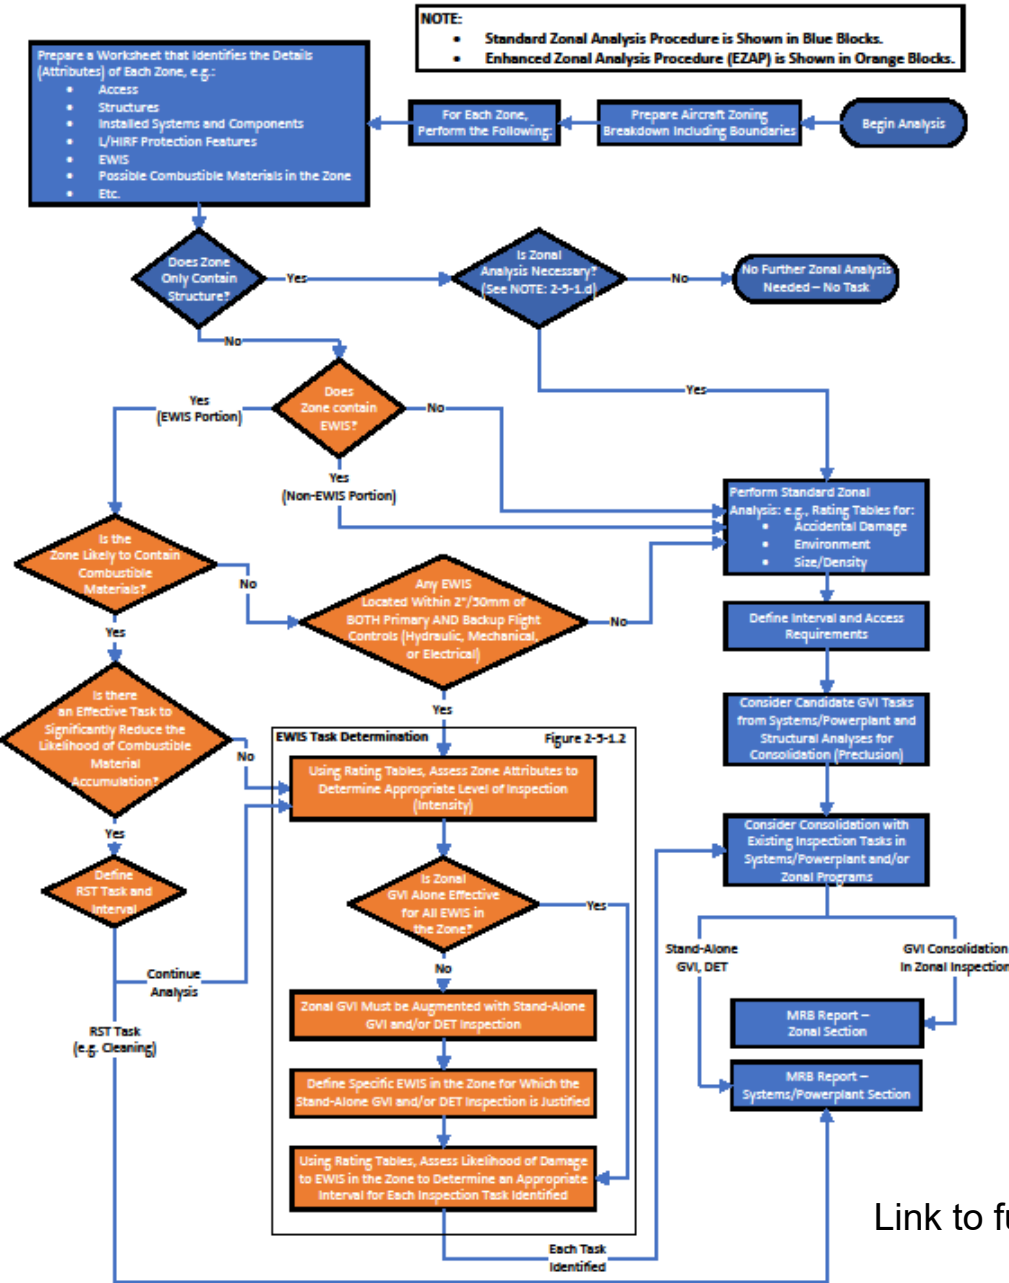 NOTE:
• Standard Zonal Analysis Procedure is Shown in Blue Blocks.
• Enhanced Zonal Analysis Procedure (EZAP) is Shown in Orange Blocks.
Begin Analysis
Prepare Aircraft Zoning
Breakdown Including Boundaries
For Each Zone,
Perform the Following:
Prepare a Worksheet that Identifies the Details
(Attributes) of Each Zone, e.g.:
• Access
• Structures
• Installed Systems and Components
• L/HIRF Protection Features
• EWIS
• Possible Combustible Materials in the Zone
• Etc.
Does Zone
Only Contain
Structure?
Yes
Is Zonal
Analysis Necessary?
(See NOTE: 2-5-1.d)
No
No Further Zonal Analysis
Needed – No Task
No
Yes
Does
Zone contain
EWIS?
No
Yes
(EWIS Portion)
Yes
(Non-EWIS Portion)
Perform Standard Zonal
Analysis: e.g., Rating Tables for:
• Accidental Damage
• Environment
• Size/Density
Is the
Zone Likely to Contain
Combustible
Materials?
No
Any EWIS
Located Within 2"/50mm of
BOTH Primary AND Backup Flight
Controls (Hydraulic, Mechanical,
or Electrical)
No
Yes
Yes
Define Interval and Access
Requirements
Is there
an Effective Task to
Significantly Reduce the
Likelihood of Combustible
Material
Accumulation?
No
Yes
Consider Candidate GVI Tasks
from Systems/Powerplant and
Structural Analyses for
Consolidation (Preclusion)
EWIS Task Determination
Figure 2-5-1.2
Using Rating Tables, Assess Zone Attributes to
Determine Appropriate Level of Inspection
(Intensity)
Consider Consolidation with
Existing Inspection Tasks in
Systems/Powerplant and/or
Zonal Programs
Define
RST Task and
Interval
Is Zonal
GVI Alone Effective
for All EWIS in
the Zone?
Yes
No
Continue
Analysis
Stand-Alone
GVI, DET
GVI Consolidation
In Zonal Inspection
Zonal GVI Must be Augmented with Stand-Alone
GVI and/or DET Inspection
MRB Report –
Zonal Section
RST Task
(e.g. Cleaning)
Define Specific EWIS in the Zone for Which the
Stand-Alone GVI and/or DET Inspection is Justified
MRB Report –
Systems/Powerplant Section
Using Rating Tables, Assess Likelihood of Damage
to EWIS in the Zone to Determine an Appropriate
Interval for Each Inspection Task Identified
Each Task
Identified
Link to fu